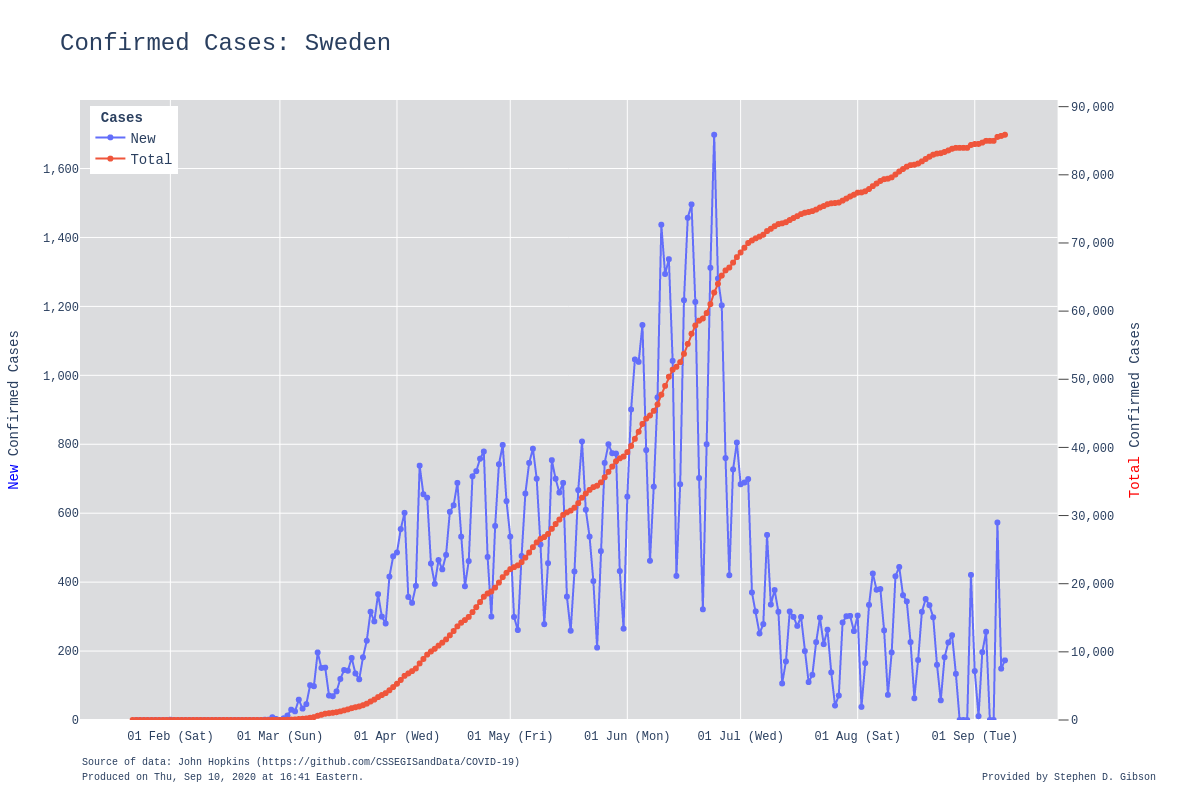 Confirmed Cases: Sweden
Cases
New
Total
New Confirmed Cases
1,600
1,400
1,200
1,000
800
600
400
200
0
90,000
80,000
70,000
60,000
50,000
40,000
30,000
20,000
10,000
0
Total Confirmed Cases
01 Feb (Sat) 01 Mar (Sun) 01 Apr (Wed) 01 May (Fri) 01 Jun (Mon) 01 Jul (Wed) 01 Aug (Sat) 01 Sep (Tue)
Source of data: John Hopkins (https://github.com/CSSEGISandData/COVID-19)
Produced on Thu, Sep 10, 2020 at 16:41 Eastern.
Provided by Stephen D. Gibson